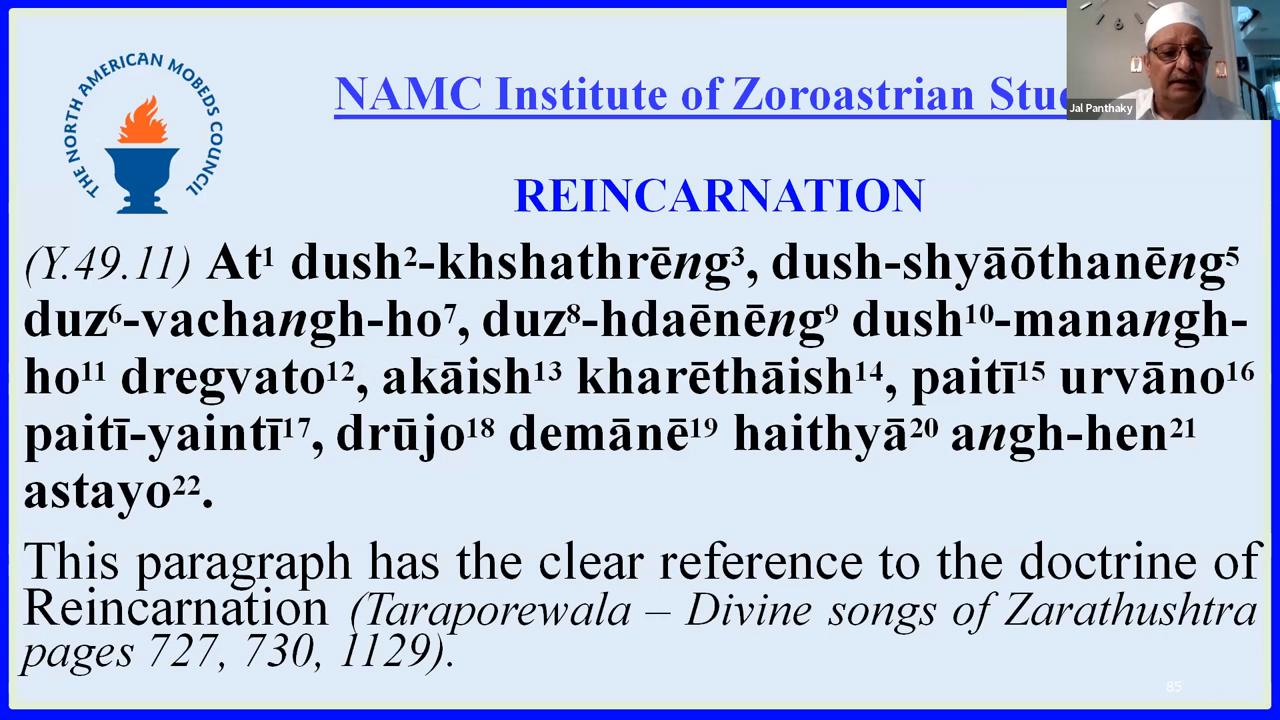 THE NORTH AMERICAN MOBEDS COUNCIL
NAMC Institute of Zoroastrian
Jal Panthaky
REINCARNATION
(Y.49.11) At¹ dush²-khshathrēng³, dush-shyāōthanēng⁵
duz⁶-vachangh-ho⁷, duz⁸-hdaēnēng⁹ dush¹⁰-manangh-
ho¹¹ dregvato¹², akāish¹³ kharēthāish¹⁴, paitī¹⁵ urvāno¹⁶
paitī-yaintī¹⁷, drūjo¹⁸ demānē¹⁹ haithyā²⁰ angh-hen²¹
astayo²².
This paragraph has the clear reference to the doctrine of
Reincarnation (Taraporewala – Divine songs of Zarathushtra
pages 727, 730, 1129).
85